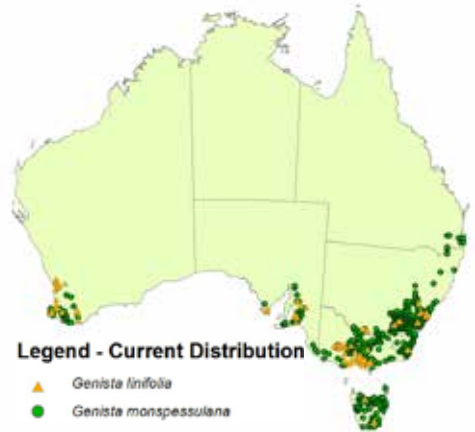 Legend - Current Distribution
Genista linifolia
Genista monspessulana